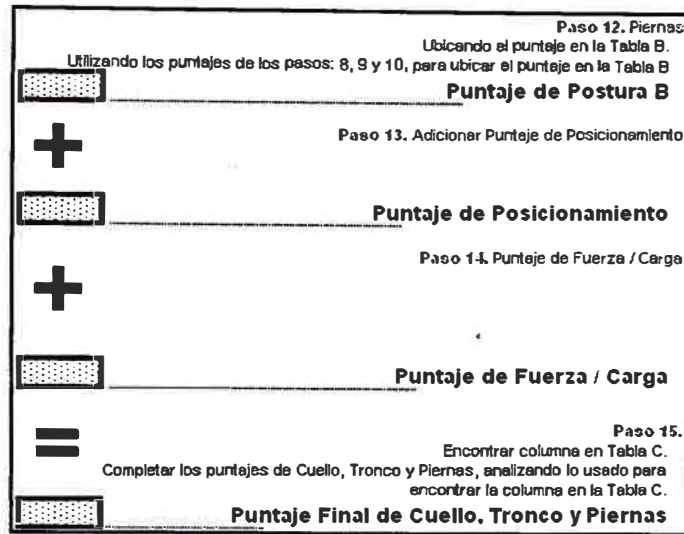 Paso 12. Piernas:
Ubicando el puntaje en la Tabla B.
Utilizando los puntajes de los pasos: 8, 9 y 10, para ubicar el puntaje en la Tabla B
Puntaje de Postura B
+
Paso 13. Adicionar Puntaje de Posicionamiento
Puntaje de Posicionamiento
+
Paso 14. Puntaje de Fuerza / Carga
Puntaje de Fuerza / Carga
=
Paso 15.
Encontrar columna en Tabla C.
Completar los puntajes de Cuello, Tronco y Piernas, analizando lo usado para
encontrar la columna en la Tabla C.
Puntaje Final de Cuello, Tronco y Piernas